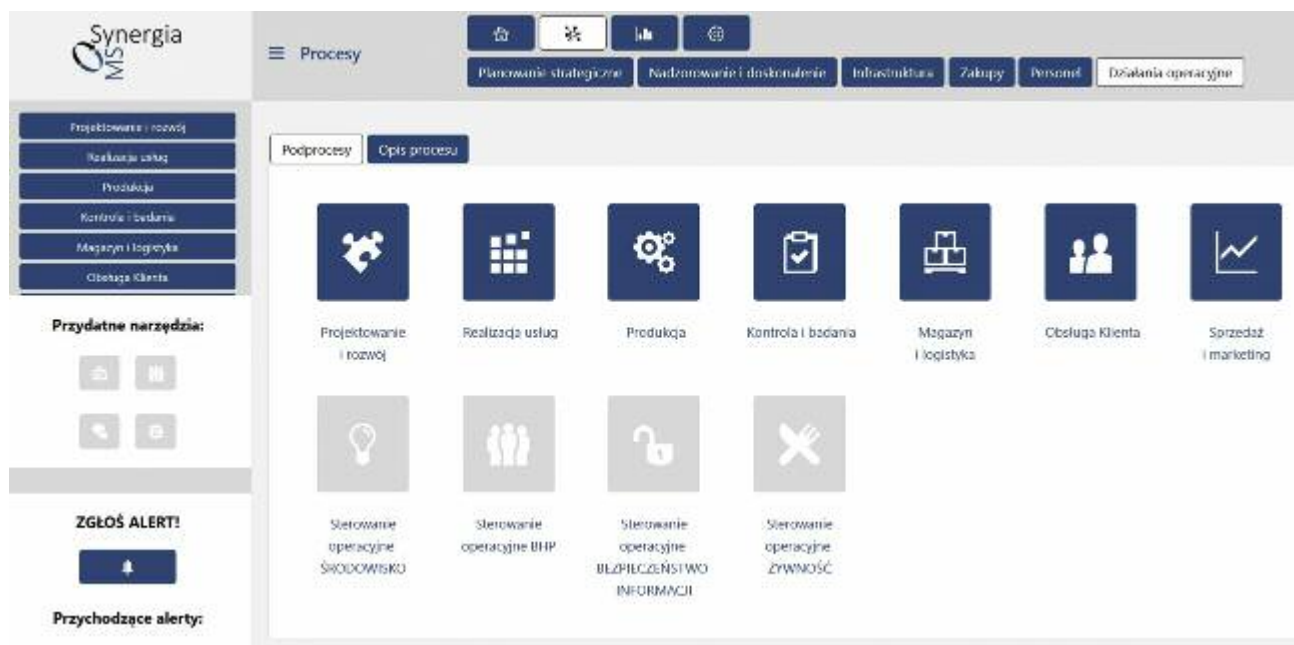 Synergia
MS
Procesy
Planowanie strategiczne
Nadzorowanie i doskonalenie
Infrastruktura
Zakupy
Personel
Działania operacyjne
Projektowanie i rozwój
Realizacja usług
Produkcja
Kontrola i badania
Magazyn i logistyka
Obsługa Klienta
Podprocesy
Opis procesu
Projektowanie
i rozwój
Realizacja usług
Produkcja
Kontrola i badania
Magazyn
i logistyka
Obsługa Klienta
Sprzedaż
i marketing
Przydatne narzędzia:
Sterowanie
operacyjne
ŚRODOWISKO
Sterowanie
operacyjne BHP
Sterowanie
operacyjne
BEZPIECZEŃSTWO
INFORMACJI
Sterowanie
operacyjne
ŻYWNOŚĆ
ZGŁOŚ ALERT!
Przychodzące alerty: